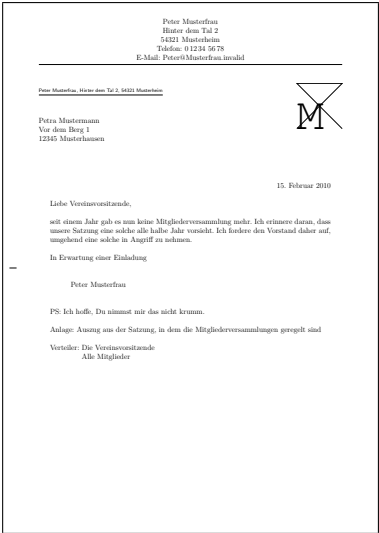 Peter Musterfrau
Hinter dem Tal 2
54321 Musterheim
Telefon: 0 12 34 56 78
E-Mail: Peter@Musterfrau.invalid
Peter Musterfrau, Hinter dem Tal 2, 54321 Musterheim
M
Petra Mustermann
Vor dem Berg 1
12345 Musterhausen
15. Februar 2010
Liebe Vereinsvorsitzende,
seit einem Jahr gab es nun keine Mitgliederversammlung mehr. Ich erinnere daran, dass
unsere Satzung eine solche alle halbe Jahr vorsieht. Ich fordere den Vorstand daher auf,
umgehend eine solche in Angriff zu nehmen.
In Erwartung einer Einladung
Peter Musterfrau
PS: Ich hoffe, Du nimmst mir das nicht krumm.
Anlage: Auszug aus der Satzung, in dem die Mitgliederversammlungen geregelt sind
Verteiler: Die Vereinsvorsitzende
Alle Mitglieder